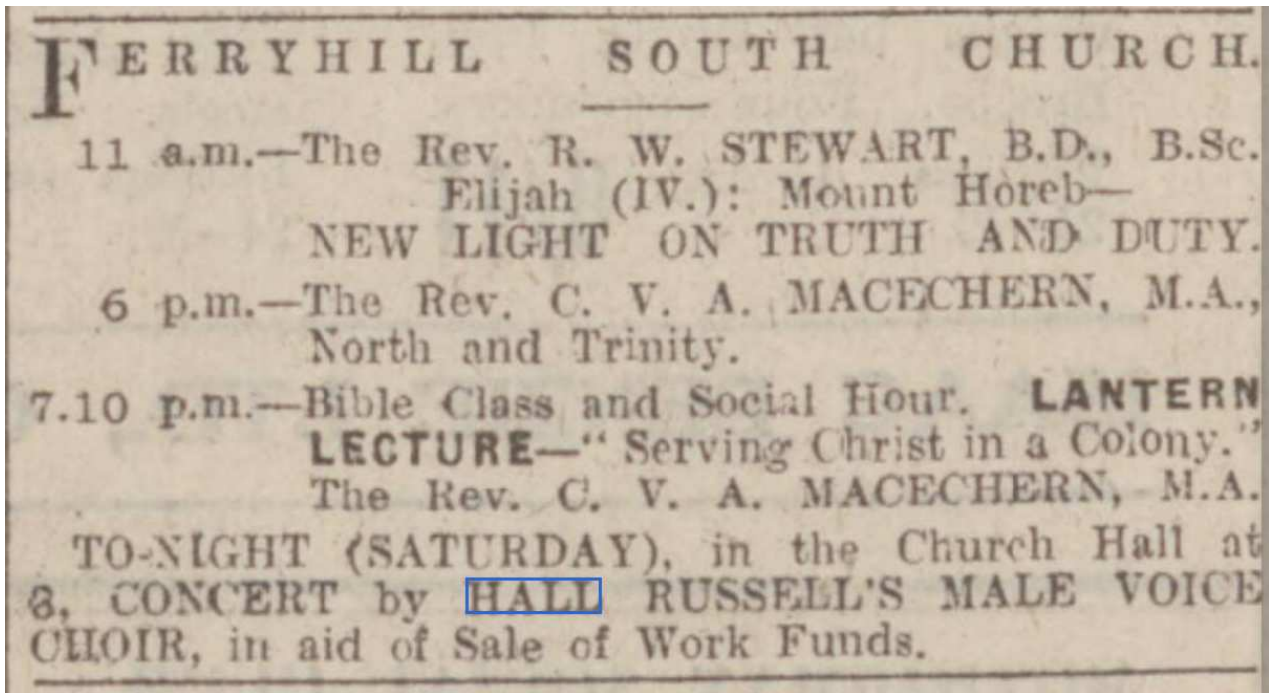 FERRYHILL SOUTH CHURCH.
11 a.m.—The Rev. R. W. STEWART, B.D., B.Sc.
Elijah (IV.): Mount Horeb—
NEW LIGHT ON TRUTH AND DUTY.
6 p.m.—The Rev. C. V. A. MACECHERN, M.A.,
North and Trinity.
7.10 p.m.—Bible Class and Social Hour. LANTERN
LECTURE—“Serving Christ in a Colony.”
The Rev. C. V. A. MACECHERN, M.A.
TO-NIGHT (SATURDAY), in the Church Hall at
8, CONCERT by HALL RUSSELL'S MALE VOICE
CHOIR, in aid of Sale of Work Funds.